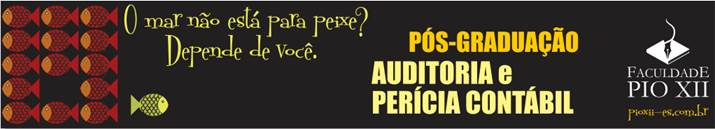 O mar não está para peixe?
Depende de você.
PÓS-GRADUAÇÃO
AUDITORIA e
PERÍCIA CONTÁBIL
FACULDADE
PIO XII
pioxii-es.com.br